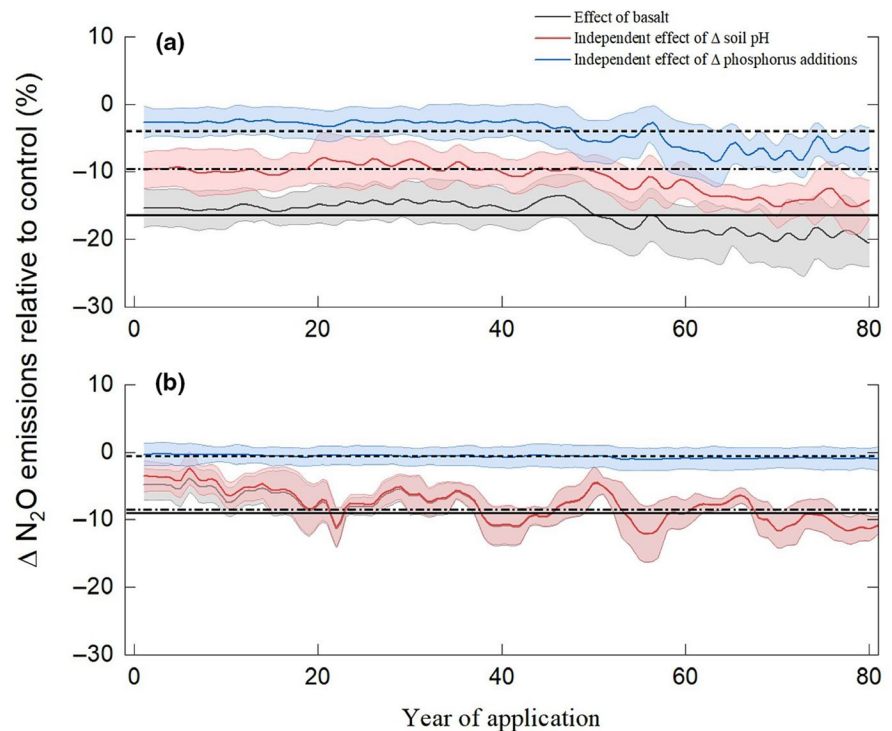 Effect of basalt
Independent effect of Δ soil pH
Independent effect of Δ phosphorus additions
(a)
10
0
−10
−20
−30
0 20 40 60 80
Δ N₂O emissions relative to control (%)
(b)
10
0
−10
−20
−30
0 20 40 60 80
Year of application